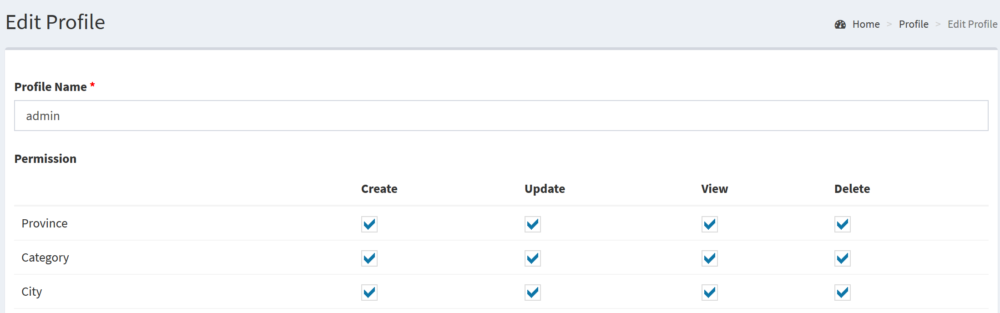 Edit Profile
Home > Profile > Edit Profile
Profile Name *
admin
Permission
Create Update View Delete
Province
Category
City